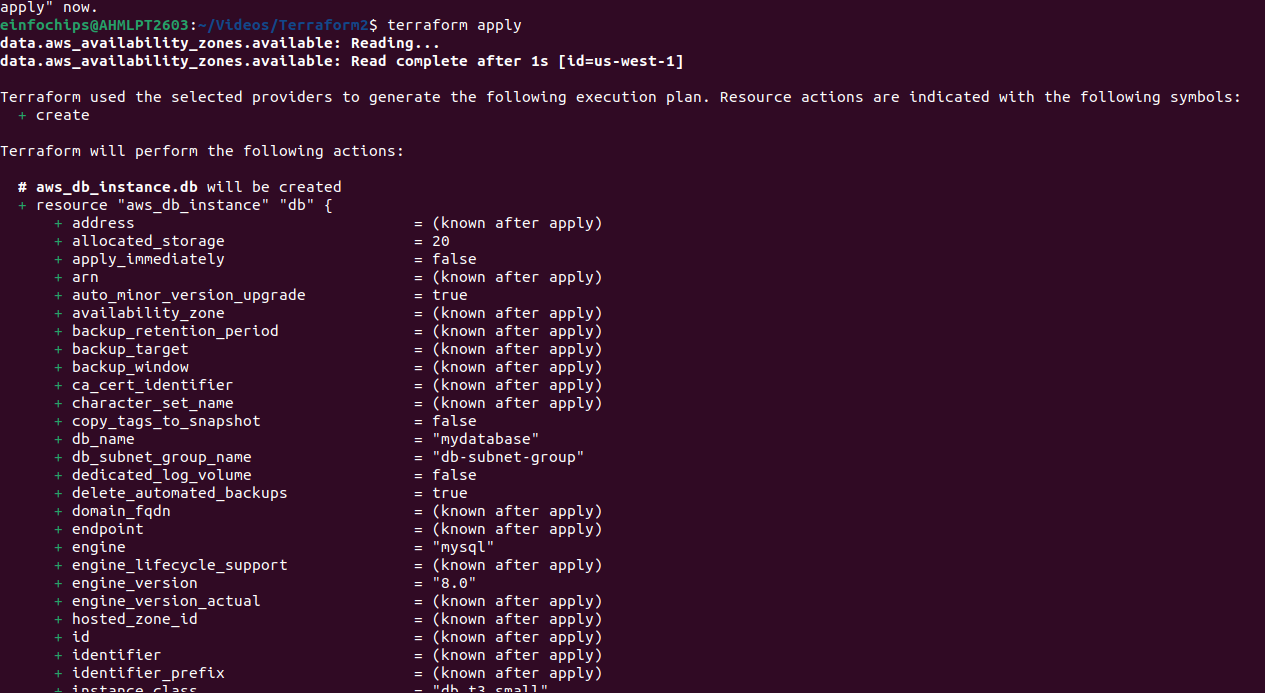 apply" now.
einfochips@AHMLPT2603:~/Videos/Terraform2$ terraform apply
data.aws_availability_zones.available: Reading...
data.aws_availability_zones.available: Read complete after 1s [id=us-west-1]
Terraform used the selected providers to generate the following execution plan. Resource actions are indicated with the following symbols:
+ create
Terraform will perform the following actions:
# aws_db_instance.db will be created
+ resource "aws_db_instance" "db" {
+ address = (known after apply)
+ allocated_storage = 20
+ apply_immediately = false
+ arn = (known after apply)
+ auto_minor_version_upgrade = true
+ availability_zone = (known after apply)
+ backup_retention_period = (known after apply)
+ backup_target = (known after apply)
+ backup_window = (known after apply)
+ ca_cert_identifier = (known after apply)
+ character_set_name = (known after apply)
+ copy_tags_to_snapshot = false
+ db_name = "mydatabase"
+ db_subnet_group_name = "db-subnet-group"
+ dedicated_log_volume = false
+ delete_automated_backups = true
+ domain_fqdn = (known after apply)
+ endpoint = (known after apply)
+ engine = "mysql"
+ engine_lifecycle_support = (known after apply)
+ engine_version = "8.0"
+ engine_version_actual = (known after apply)
+ hosted_zone_id = (known after apply)
+ id = (known after apply)
+ identifier = (known after apply)
+ identifier_prefix = (known after apply)
+ instance_class = "db.t3.small"